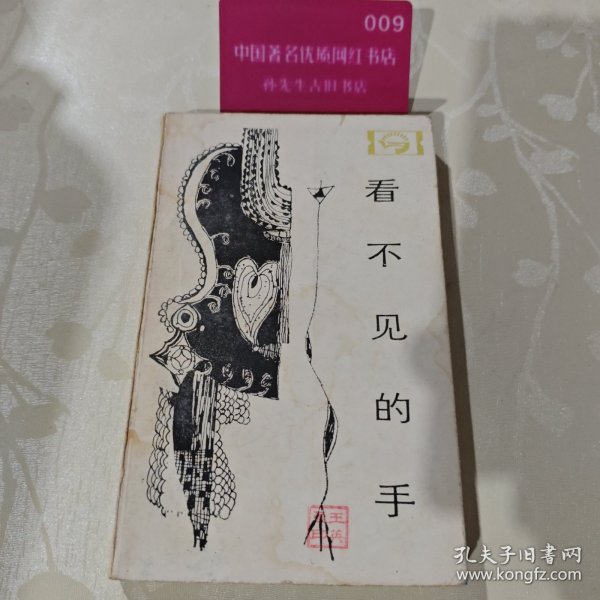 009
中国著名优质网红书店
孙先生古旧书店
看不见的手
孔夫子旧书网
www.kongfz.com